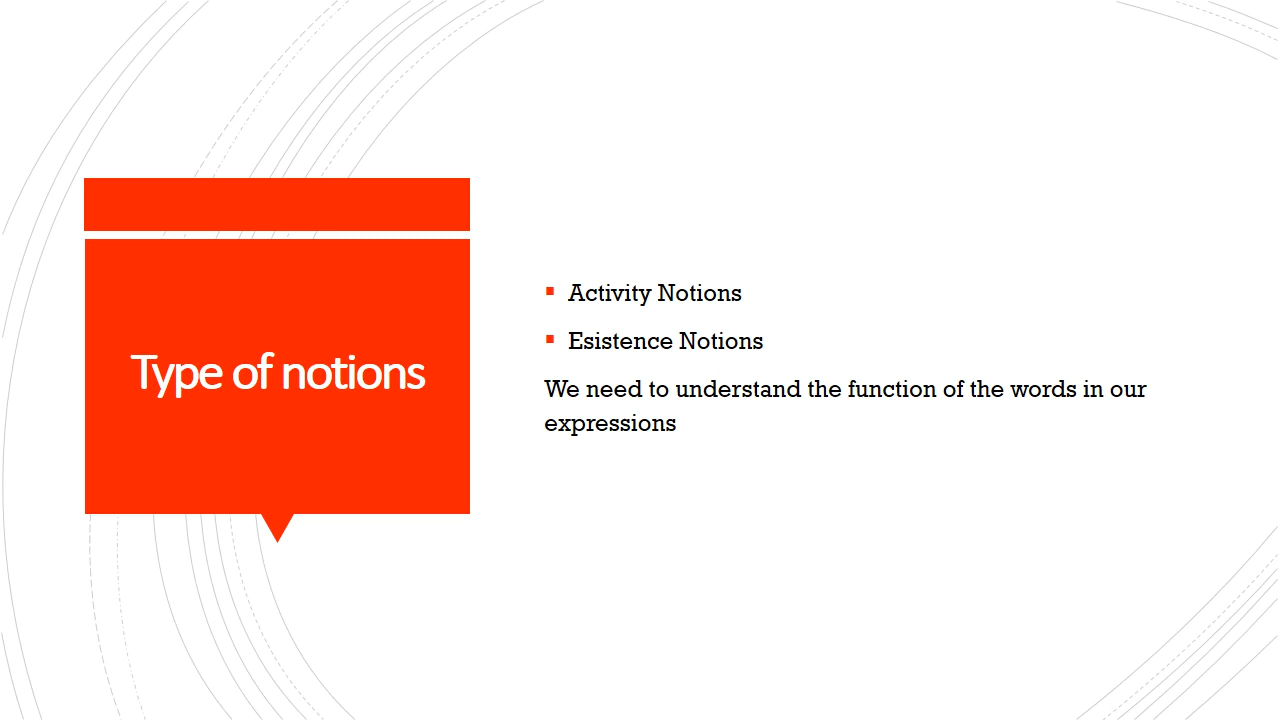 Type of notions
Activity Notions
Esistence Notions
We need to understand the function of the words in our
expressions